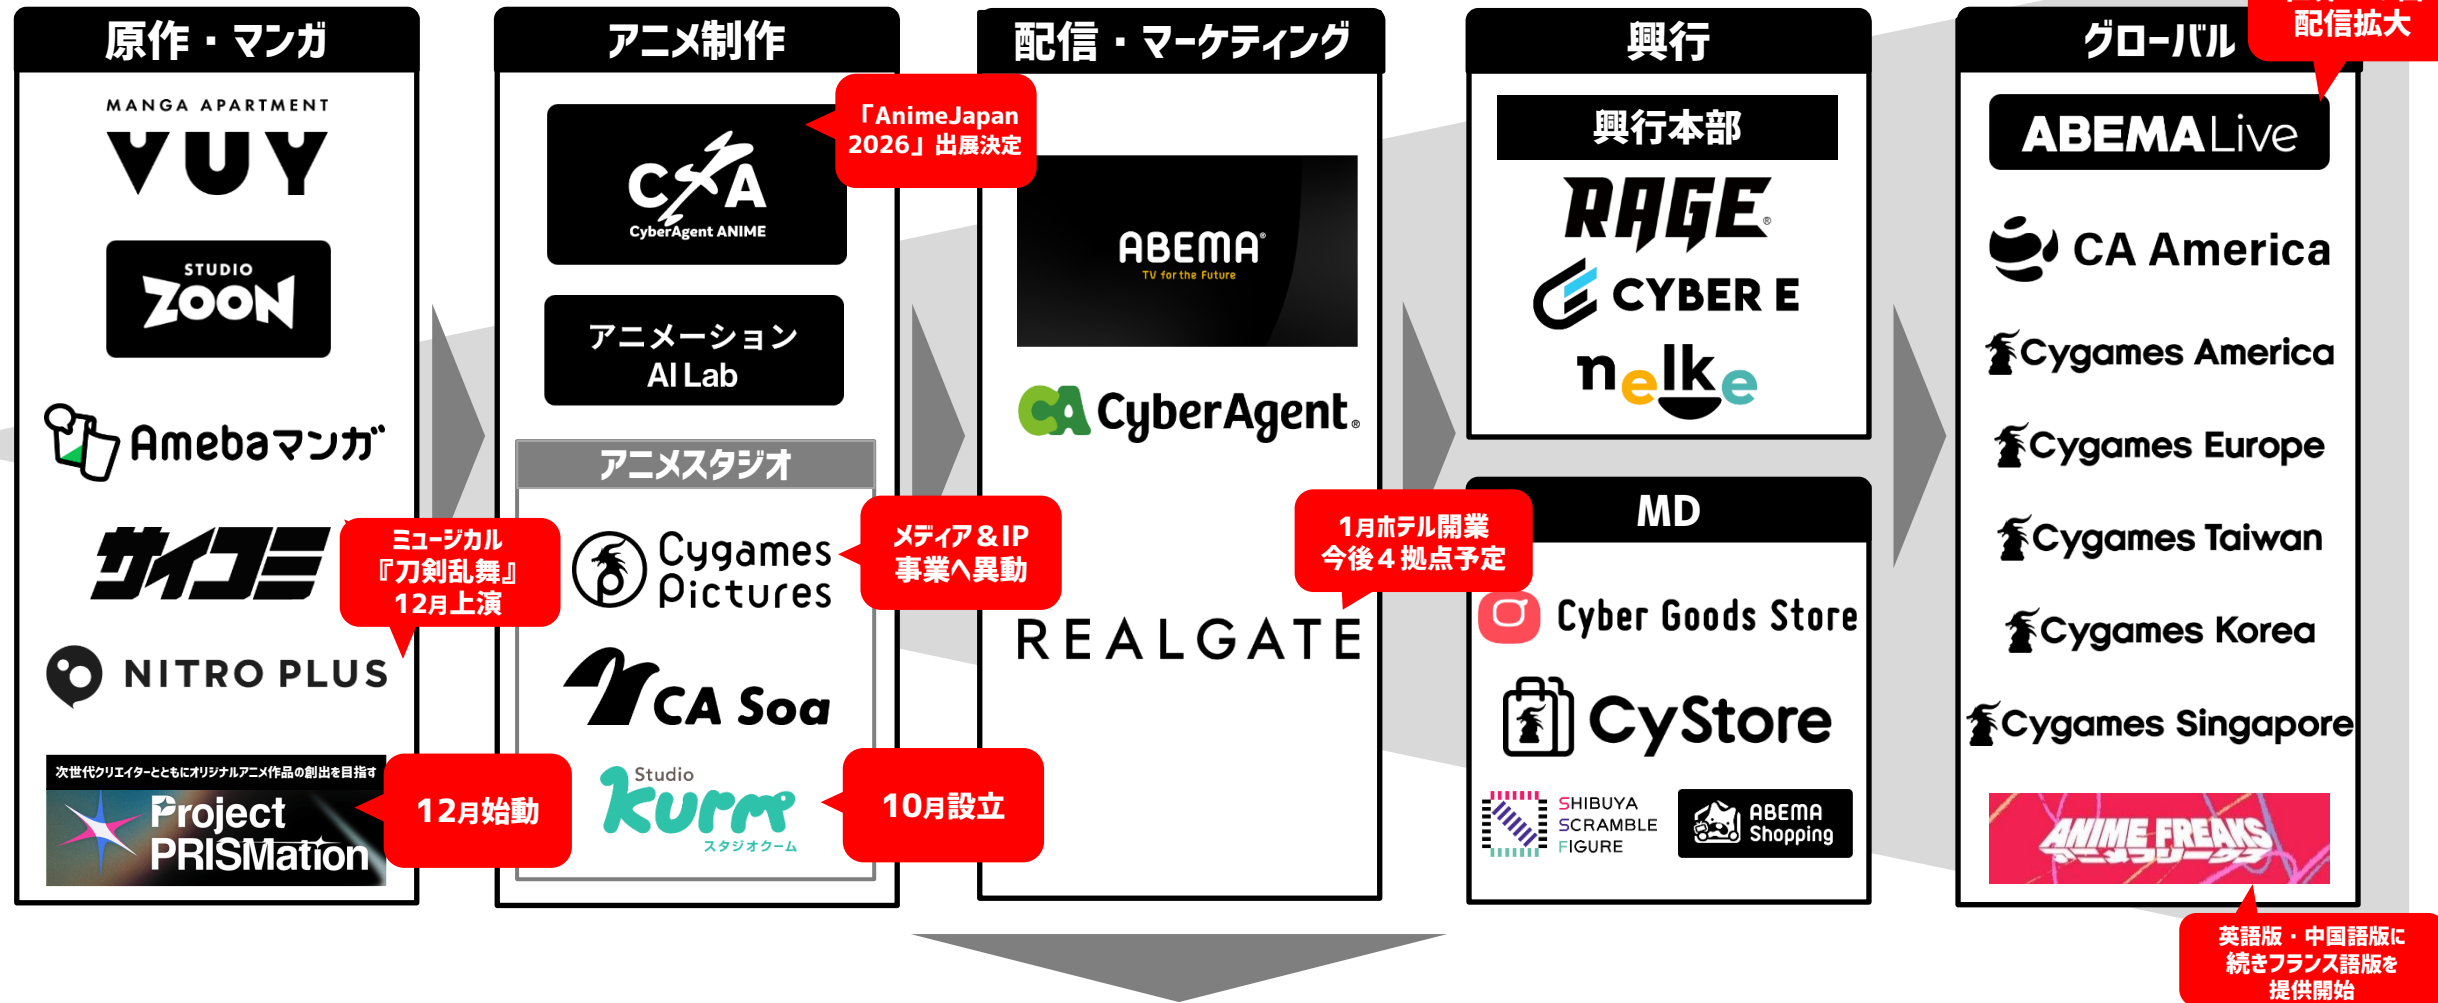 原作・マンガ
MANGA APARTMENT
VUY
STUDIO
ZOON
Amebaマンガ
サイコミ
ミュージカル
『刀剣乱舞』
12月上演
NITRO PLUS
次世代クリエイターとともにオリジナルアニメ作品の創出を目指す
Project
PRISMation
12月始動
アニメ制作
CyberAgent ANIME
「AnimeJapan
2026」出展決定
アニメーション
AI Lab
アニメスタジオ
Cygames
Pictures
メディア＆IP
事業へ異動
CA Soa
Studio
kumu
スタジオクーム
10月設立
配信・マーケティング
ABEMA®
TV for the Future
CyberAgent®
1月ホテル開業
今後４拠点予定
REALGATE
興行
興行本部
RAGE®
CYBER E
nelke
MD
Cyber Goods Store
CyStore
SHIBUYA
SCRAMBLE
FIGURE
ABEMA
Shopping
グローバル
配信拡大
ABEMA Live
CA America
Cygames America
Cygames Europe
Cygames Taiwan
Cygames Korea
Cygames Singapore
ANIME FREAKS
アニメフリークス
英語版・中国語版に
続きフランス語版を
提供開始